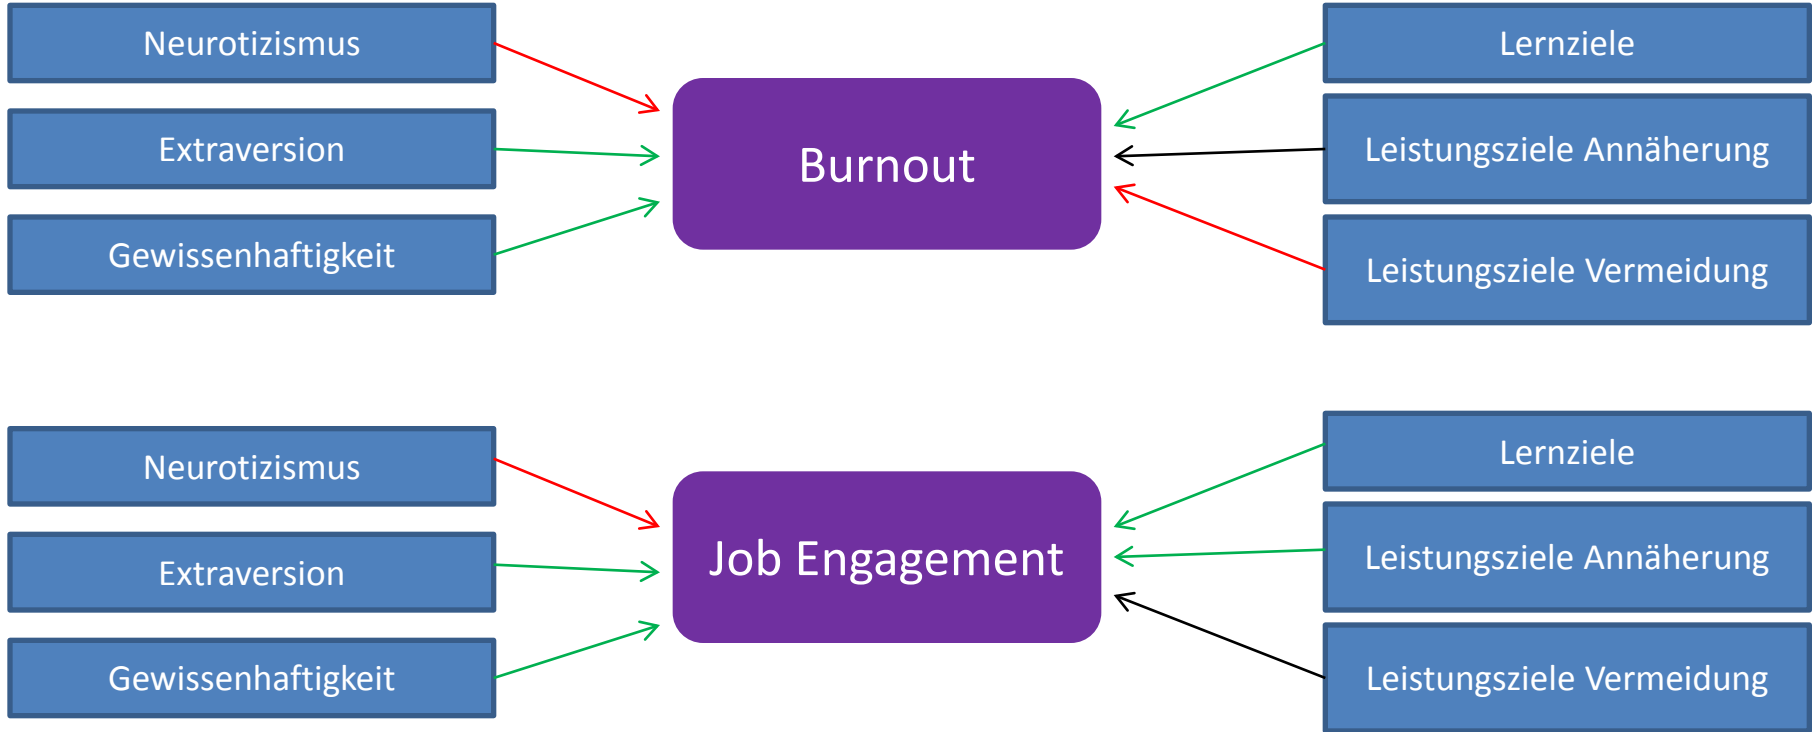 Neurotizismus
Extraversion
Gewissenhaftigkeit
Burnout
Lernziele
Leistungsziele Annäherung
Leistungsziele Vermeidung
Neurotizismus
Extraversion
Gewissenhaftigkeit
Job Engagement
Lernziele
Leistungsziele Annäherung
Leistungsziele Vermeidung